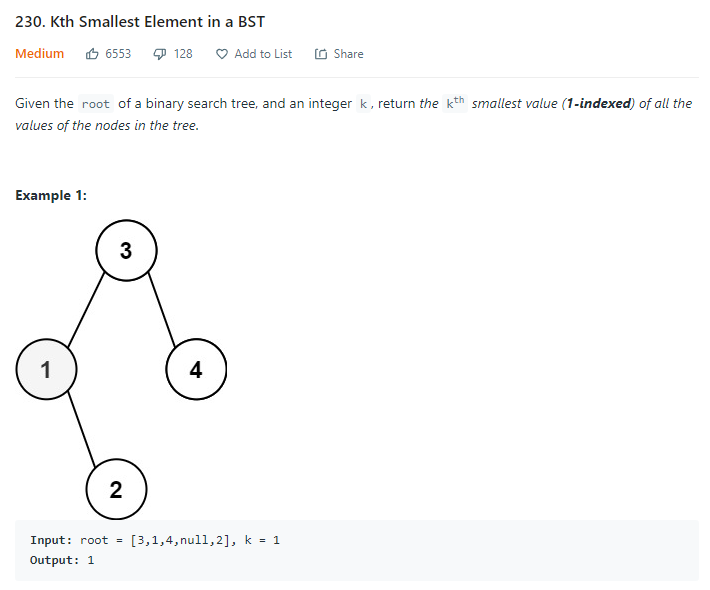 230. Kth Smallest Element in a BST
Medium 6553 128 Add to List Share
Given the root of a binary search tree, and an integer k, return the kth smallest value (1-indexed) of all the
values of the nodes in the tree.
Example 1:
3
1 4
2
Input: root = [3,1,4,null,2], k = 1
Output: 1